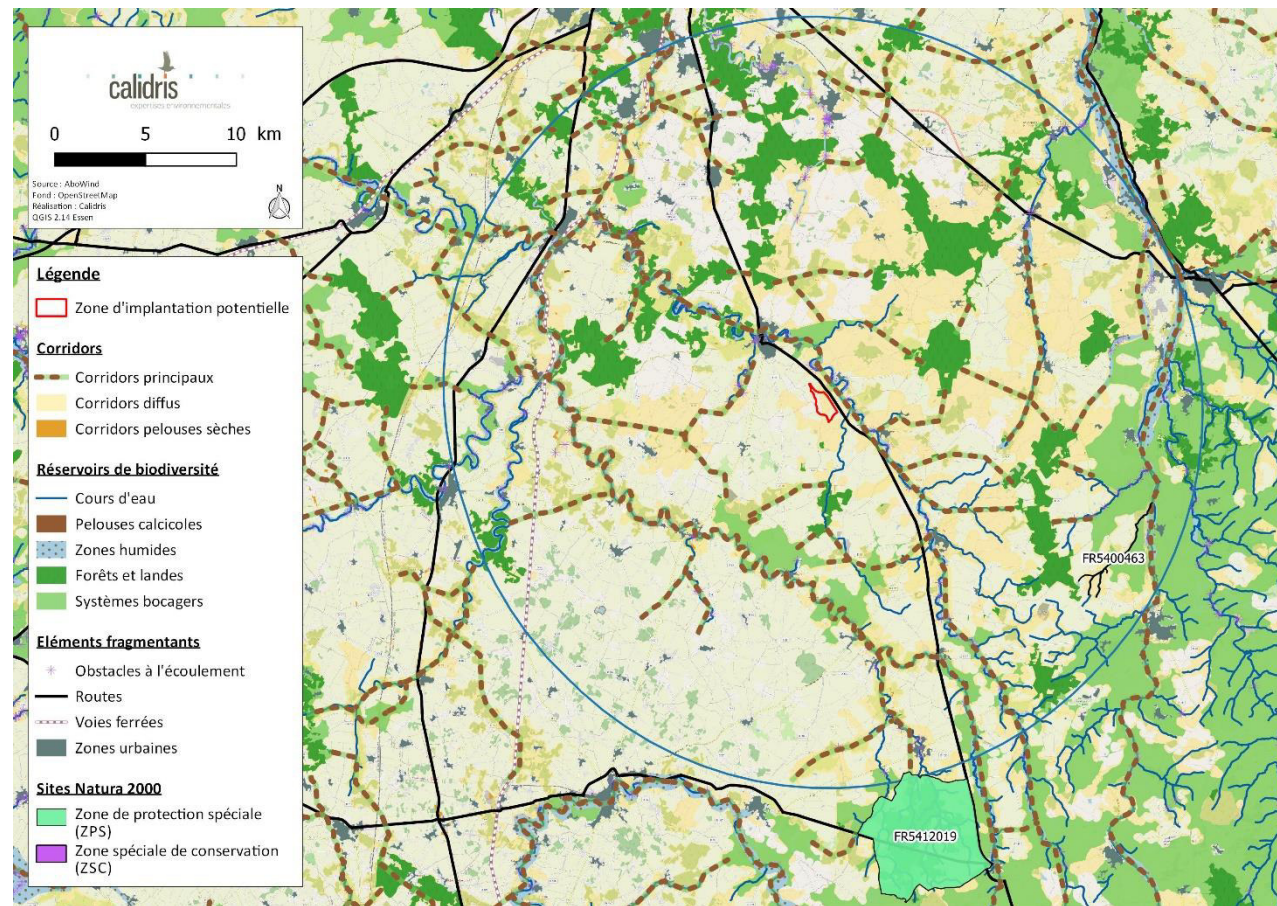 calidris
expertises environnementales
0 5 10 km
Source : AboWind
Fond : OpenStreetMap
Réalisation : Calidris
QGIS 2.14 Essen
N
Légende
Zone d'implantation potentielle
Corridors
Corridors principaux
Corridors diffus
Corridors pelouses sèches
Réservoirs de biodiversité
Cours d'eau
Pelouses calcicoles
Zones humides
Forêts et landes
Systèmes bocagers
Eléments fragmentants
Obstacles à l'écoulement
Routes
Voies ferrées
Zones urbaines
Sites Natura 2000
Zone de protection spéciale
(ZPS)
Zone spéciale de conservation
(ZSC)
FR5400463
FR5412019